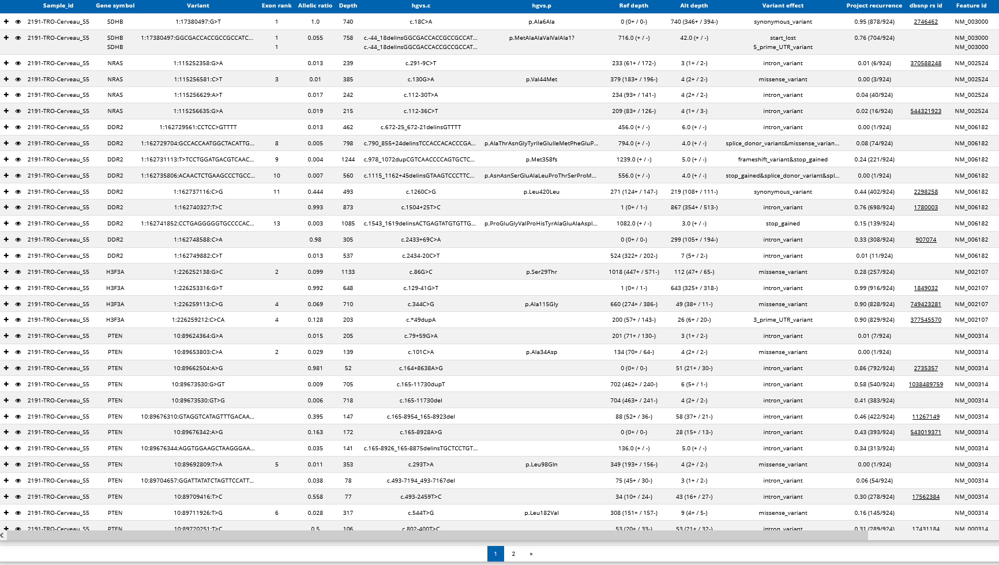 Sample_id Gene symbol Variant Exon rank Allelic ratio Depth hgvs.c hgvs.p Ref depth Alt depth Variant effect Project recurrence dbsnp rs id Feature id
2191-TRO-Cerveau_S5 SDHB 1:17380497:G>T 1 1.0 740 c.18C>A p.Ala6Ala 0 (0+ / 0-) 740 (346+ / 394-) synonymous_variant 0.95 (878/924) 2746462 NM_003000
2191-TRO-Cerveau_S5 SDHB 1:17380497:GGCGACCACCGCCGCCATC... 1 0.055 758 c.-44_18delinsGGCGACCACCGCCGCCAT... p.MetAlaAlaValValAla1? 716.0 (+ / -) 42.0 (+ / -) start_lost 0.76 (704/924) NM_003000
SDHB 1 c.-44_18delinsGGCGACCACCGCCGCCAT... 5_prime_UTR_variant NM_003000
2191-TRO-Cerveau_S5 NRAS 1:115252358:G>A 0.013 239 c.291-9C>T 233 (61+ / 172-) 3 (1+ / 2-) intron_variant 0.01 (6/924) 370588248 NM_002524
2191-TRO-Cerveau_S5 NRAS 1:115256581:C>T 3 0.01 385 c.130G>A p.Val44Met 379 (183+ / 196-) 4 (2+ / 2-) missense_variant 0.00 (3/924) NM_002524
2191-TRO-Cerveau_S5 NRAS 1:115256629:A>T 0.017 242 c.112-30T>A 234 (93+ / 141-) 4 (2+ / 2-) intron_variant 0.04 (40/924) NM_002524
2191-TRO-Cerveau_S5 NRAS 1:115256635:G>A 0.019 215 c.112-36C>T 209 (83+ / 126-) 4 (1+ / 3-) intron_variant 0.02 (16/924) 544321923 NM_002524
2191-TRO-Cerveau_S5 DDR2 1:162729561:CCTCC>GTTTT 0.013 462 c.672-25_672-21delinsGTTTT 456.0 (+ / -) 6.0 (+ / -) intron_variant 0.00 (1/924) NM_006182
2191-TRO-Cerveau_S5 DDR2 1:162729704:GCCACCAATGGCTACATTG... 8 0.005 798 c.790_855+24delinsTCCACCACACCCGA... p.AlaThrAsnGlyTyrIleGluIleMetPheGluP... 794.0 (+ / -) 4.0 (+ / -) splice_donor_variant&missense_varian... 0.08 (74/924) NM_006182
2191-TRO-Cerveau_S5 DDR2 1:162731113:T>TCCTGGATGACGTCAAC... 9 0.004 1244 c.978_1072dupCGTCAACCCCAGTGCTC... p.Met358fs 1239.0 (+ / -) 5.0 (+ / -) frameshift_variant&stop_gained 0.24 (221/924) NM_006182
2191-TRO-Cerveau_S5 DDR2 1:162735806:ACAACTCTGAAGCCCTGCC... 10 0.007 560 c.1115_1162+45delinsGTAAGTCCCTTC... p.AsnAsnSerGluAlaLeuProThrSerProM... 556.0 (+ / -) 4.0 (+ / -) stop_gained&splice_donor_variant&spl... 0.00 (1/924) NM_006182
2191-TRO-Cerveau_S5 DDR2 1:162737116:C>G 11 0.444 493 c.1260C>G p.Leu420Leu 271 (124+ / 147-) 219 (108+ / 111-) synonymous_variant 0.44 (402/924) 2298258 NM_006182
2191-TRO-Cerveau_S5 DDR2 1:162740327:T>C 0.993 873 c.1504+25T>C 1 (0+ / 1-) 867 (354+ / 513-) intron_variant 0.76 (698/924) 1780003 NM_006182
2191-TRO-Cerveau_S5 DDR2 1:162741852:CCTGAGGGGGTGCCCCAC... 13 0.003 1085 c.1543_1619delinsACTGAGTATGTGTTG... p.ProGluGlyValProHisTyrAlaGluAlaAspI... 1082.0 (+ / -) 3.0 (+ / -) stop_gained 0.15 (139/924) NM_006182
2191-TRO-Cerveau_S5 DDR2 1:162748588:C>A 0.98 305 c.2433+69C>A 0 (0+ / 0-) 299 (105+ / 194-) intron_variant 0.33 (308/924) 907074 NM_006182
2191-TRO-Cerveau_S5 DDR2 1:162749882:C>T 0.013 537 c.2434-20C>T 524 (322+ / 202-) 7 (5+ / 2-) intron_variant 0.01 (11/924) NM_006182
2191-TRO-Cerveau_S5 H3F3A 1:226252138:G>C 2 0.099 1133 c.86G>C p.Ser29Thr 1018 (447+ / 571-) 112 (47+ / 65-) missense_variant 0.28 (257/924) NM_002107
2191-TRO-Cerveau_S5 H3F3A 1:226253316:G>T 0.992 648 c.129-41G>T 1 (0+ / 1-) 643 (325+ / 318-) intron_variant 0.99 (916/924) 1849032 NM_002107
2191-TRO-Cerveau_S5 H3F3A 1:226259113:C>G 4 0.069 710 c.344C>G p.Ala115Gly 660 (274+ / 386-) 49 (38+ / 11-) missense_variant 0.90 (828/924) 749423281 NM_002107
2191-TRO-Cerveau_S5 H3F3A 1:226259212:C>CA 4 0.128 203 c.*49dupA 200 (57+ / 143-) 26 (6+ / 20-) 3_prime_UTR_variant 0.90 (829/924) 377545570 NM_002107
2191-TRO-Cerveau_S5 PTEN 10:89624364:G>A 0.015 205 c.79+59G>A 201 (71+ / 130-) 3 (1+ / 2-) intron_variant 0.01 (7/924) NM_000314
2191-TRO-Cerveau_S5 PTEN 10:89653803:C>A 2 0.029 139 c.101C>A p.Ala34Asp 134 (70+ / 64-) 4 (2+ / 2-) missense_variant 0.00 (1/924) NM_000314
2191-TRO-Cerveau_S5 PTEN 10:89662504:A>G 0.981 52 c.164+8638A>G 0 (0+ / 0-) 51 (21+ / 30-) intron_variant 0.86 (792/924) 2735357 NM_000314
2191-TRO-Cerveau_S5 PTEN 10:89673530:G>GT 0.009 705 c.165-11730dupT 702 (462+ / 240-) 6 (5+ / 1-) intron_variant 0.58 (540/924) 1038489759 NM_000314
2191-TRO-Cerveau_S5 PTEN 10:89673530:GT>G 0.006 718 c.165-11730del 704 (463+ / 241-) 4 (2+ / 2-) intron_variant 0.41 (383/924) NM_000314
2191-TRO-Cerveau_S5 PTEN 10:89676310:GTAGGTCATAGTTTGACAA... 0.395 147 c.165-8954_165-8923del 88 (52+ / 36-) 58 (37+ / 21-) intron_variant 0.46 (422/924) 11267149 NM_000314
2191-TRO-Cerveau_S5 PTEN 10:89676342:A>G 0.163 172 c.165-8928A>G 0 (0+ / 0-) 28 (15+ / 13-) intron_variant 0.43 (393/924) 543019371 NM_000314
2191-TRO-Cerveau_S5 PTEN 10:89676344:AGGTGGAAGCTAAGGGAA... 0.035 141 c.165-8926_165-8875delinsTGCTCCTGT... 136.0 (+ / -) 5.0 (+ / -) intron_variant 0.34 (313/924) NM_000314
2191-TRO-Cerveau_S5 PTEN 10:89692809:T>A 5 0.011 353 c.293T>A p.Leu98Gln 349 (193+ / 156-) 4 (2+ / 2-) missense_variant 0.00 (1/924) NM_000314
2191-TRO-Cerveau_S5 PTEN 10:89704657:GGATTATATCTAGTTCCATT... 0.038 78 c.493-7194_493-7167del 75 (45+ / 30-) 3 (1+ / 2-) intron_variant 0.06 (54/924) NM_000314
2191-TRO-Cerveau_S5 PTEN 10:89709416:T>C 0.558 77 c.493-2459T>C 34 (10+ / 24-) 43 (16+ / 27-) intron_variant 0.30 (278/924) 17562384 NM_000314
2191-TRO-Cerveau_S5 PTEN 10:89711926:T>G 6 0.028 317 c.544T>G p.Leu182Val 308 (151+ / 157-) 9 (4+ / 5-) missense_variant 0.16 (145/924) NM_000314
2191-TRO-Cerveau_S5 PTEN 10:89720251:T>C 0.5 106 c.802-400T>C 53 (20+ / 33-) 53 (21+ / 32-) intron_variant 0.31 (289/924) 17431184 NM_000314
1 2 »